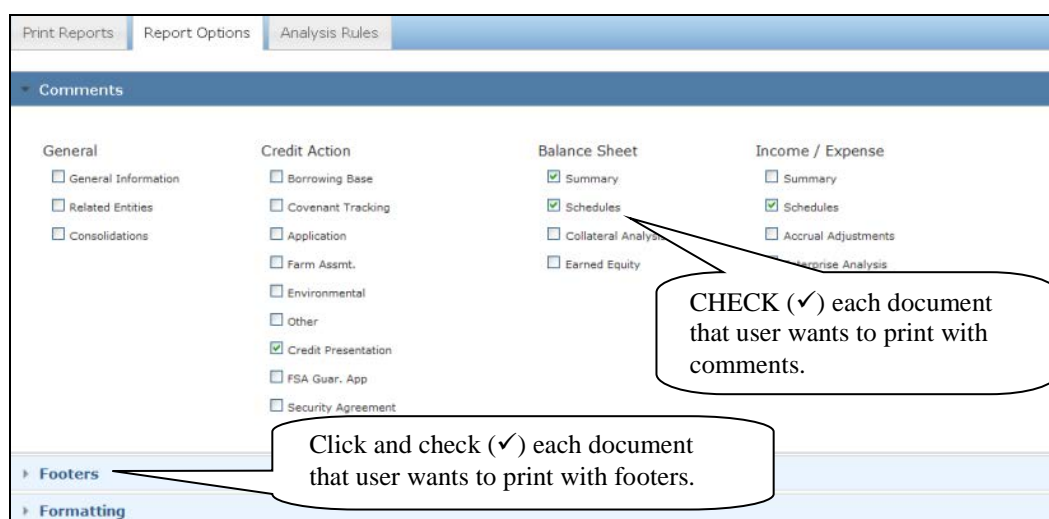 Print Reports Report Options Analysis Rules
Comments
General Credit Action Balance Sheet Income / Expense
General Information Borrowing Base Summary Summary
Related Entities Covenant Tracking Schedules Schedules
Consolidations Application Collateral Analysis Accrual Adjustments
Farm Assmt. Earned Equity Enterprise Analysis
Environmental
Other
Credit Presentation
FSA Guar. App
Security Agreement
CHECK (✓) each document
that user wants to print with
comments.
Click and check (✓) each document
that user wants to print with footers.
Footers
Formatting